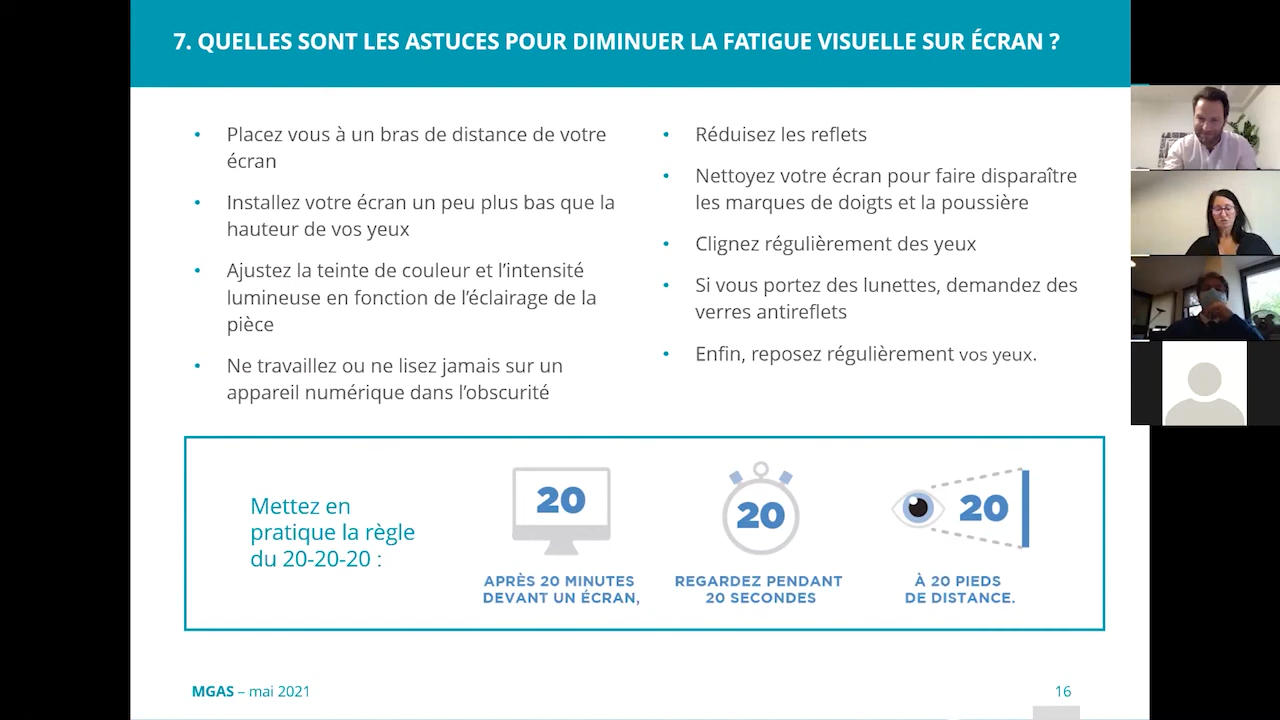 7. QUELLES SONT LES ASTUCES POUR DIMINUER LA FATIGUE VISUELLE SUR ÉCRAN ?
• Placez vous à un bras de distance de votre
écran
• Installez votre écran un peu plus bas que la
hauteur de vos yeux
• Ajustez la teinte de couleur et l'intensité
lumineuse en fonction de l'éclairage de la
pièce
• Ne travaillez ou ne lisez jamais sur un
appareil numérique dans l'obscurité
• Réduisez les reflets
• Nettoyez votre écran pour faire disparaître
les marques de doigts et la poussière
• Clignez régulièrement des yeux
• Si vous portez des lunettes, demandez des
verres antireflets
• Enfin, reposez régulièrement vos yeux.
Mettez en
pratique la règle
du 20-20-20 :
20
APRÈS 20 MINUTES
DEVANT UN ÉCRAN,
20
REGARDEZ PENDANT
20 SECONDES
20
À 20 PIEDS
DE DISTANCE.
MGAS – mai 2021
16